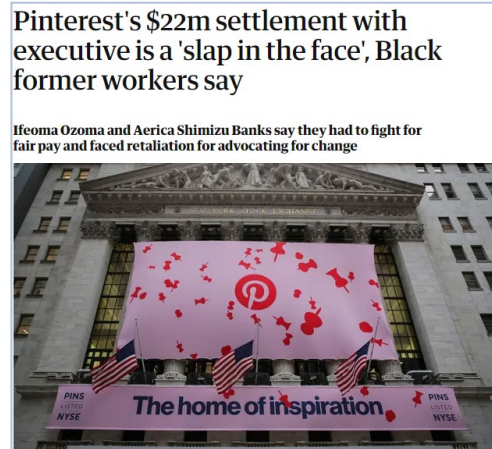 Pinterest's $22m settlement with
executive is a 'slap in the face', Black
former workers say
Ifeoma Ozoma and Aerica Shimizu Banks say they had to fight for
fair pay and faced retaliation for advocating for change
NEW YORK STOCK EXCHANGE
PINS
LISTED
NYSE
The home of inspiration
PINS
LISTED
NYSE